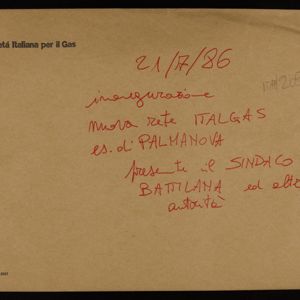 età Italiana per il Gas
21/7/86
inaugurazione
nuova rete ITALGAS
es. di PALMANOVA
presente il SINDACO
BATTILANA ed altre
autorità